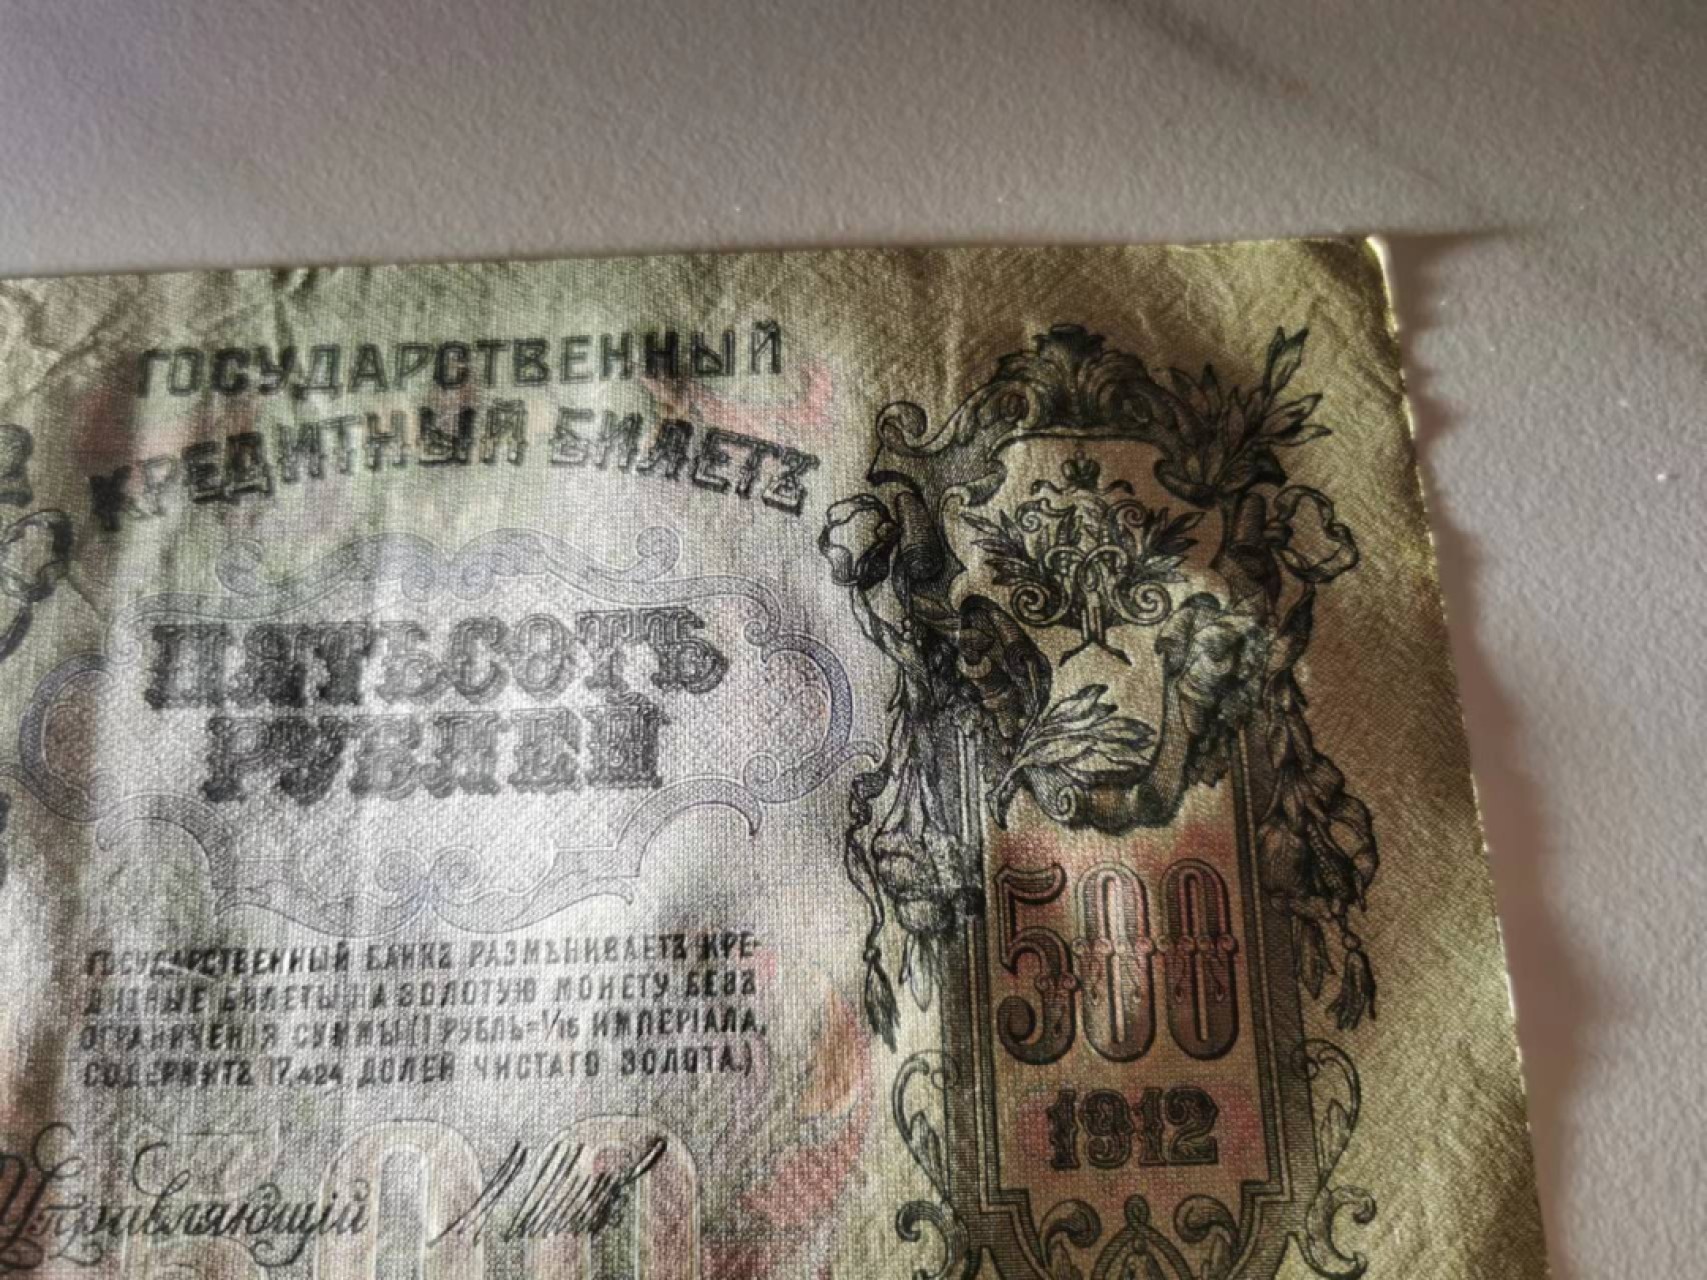 ГОСУДАРСТВЕННЫЙ
КРЕДИТНЫЙ БИЛЕТЪ
ПЯТЬСОТЪ
РУБЛЕЙ
ГОСУДАРСТВЕННЫЙ БАНКЪ РАЗМѢНИВАЕТЪ КРЕ-
ДИТНЫЕ БИЛЕТЫ НА ЗОЛОТУЮ МОНЕТУ БЕЗЪ
ОГРАНИЧЕНІЯ СУММЫ (1 РУБЛЬ=1/15 ИМПЕРІАЛА,
СОДЕРЖИТЪ 17,424 ДОЛЕЙ ЧИСТАГО ЗОЛОТА.)
Управляющій
500
1912